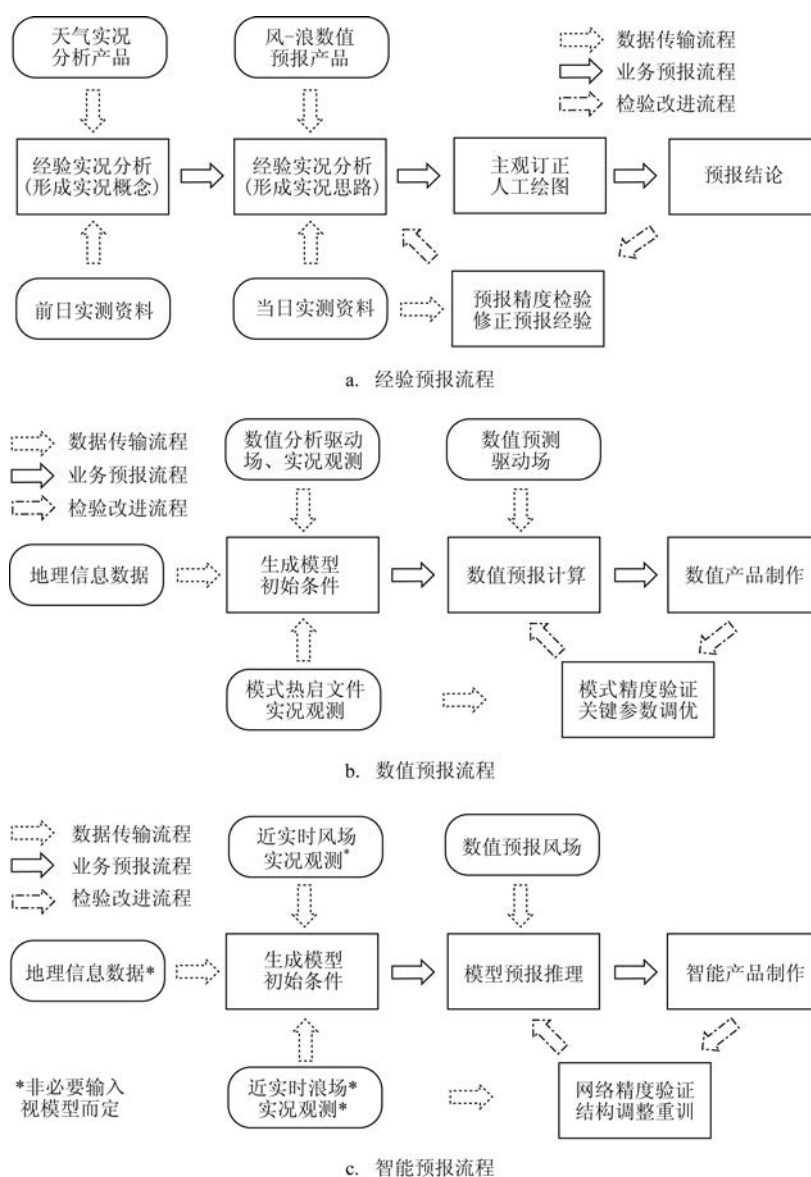 天气实况
分析产品
风-浪数值
预报产品
数据传输流程
业务预报流程
检验改进流程
经验实况分析
(形成实况概念)
经验实况分析
(形成实况思路)
主观订正
人工绘图
预报结论
前日实测资料
当日实测资料
预报精度检验
修正预报经验
a. 经验预报流程
数据传输流程
业务预报流程
检验改进流程
数值分析驱动
场、实况观测
数值预测
驱动场
地理信息数据
生成模型
初始条件
数值预报计算
数值产品制作
模式热启文件
实况观测
模式精度验证
关键参数调优
b. 数值预报流程
数据传输流程
业务预报流程
检验改进流程
近实时风场
实况观测*
数值预报风场
地理信息数据*
生成模型
初始条件
模型预报推理
智能产品制作
*非必要输入
视模型而定
近实时浪场*
实况观测*
网络精度验证
结构调整重训
c. 智能预报流程